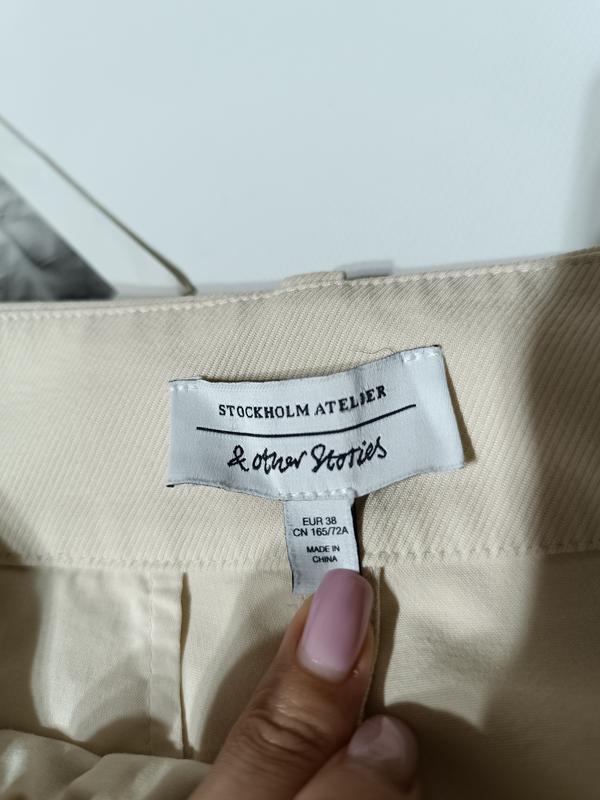 STOCKHOLM ATELIER
& other Stories
EUR 38
CN 165/72A
MADE IN
CHINA